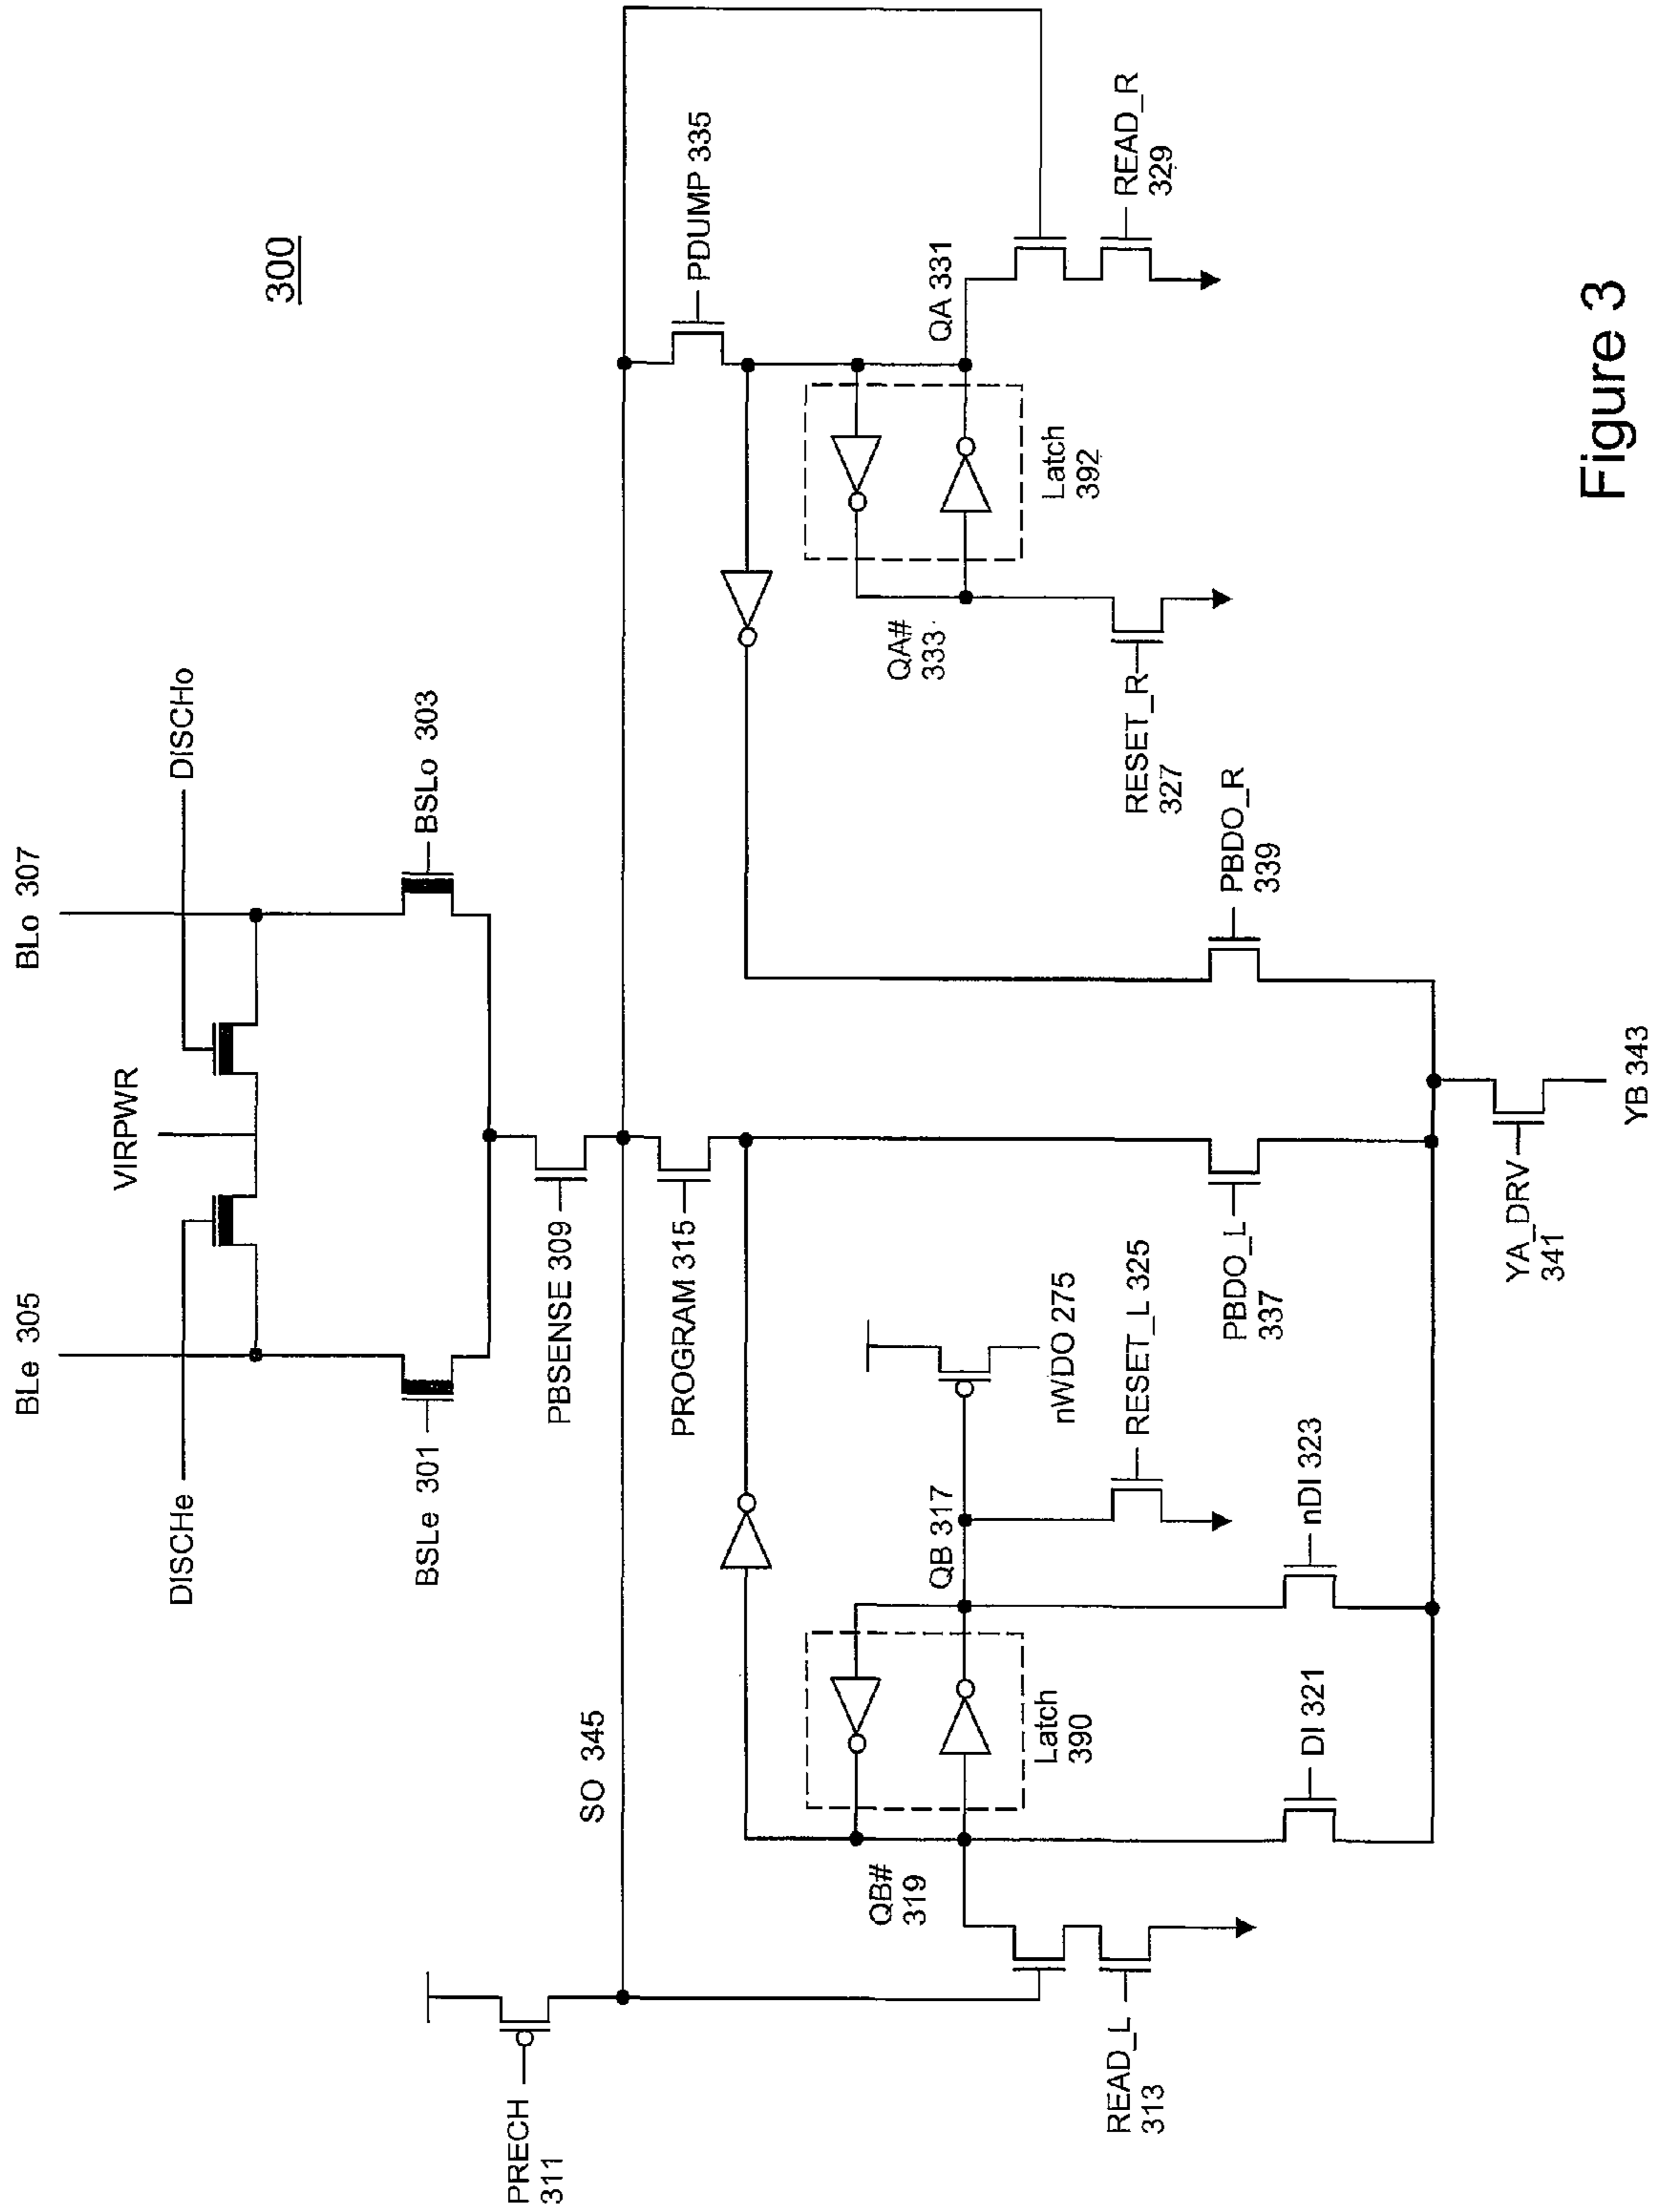 300
BLe 305
BLo 307
VIRPWR
DISCHe
DISCHo
BSLe 301
BSLo 303
PBSENSE 309
PRECH
311
SO 345
PROGRAM 315
PDUMP 335
QB#
319
QB 317
Latch
390
nWDO 275
RESET_L 325
READ_L
313
DI 321
nDI 323
QA#
333
QA 331
Latch
392
RESET_R
327
READ_R
329
PBDO_L
337
PBDO_R
339
YA_DRV
341
YB 343
Figure 3